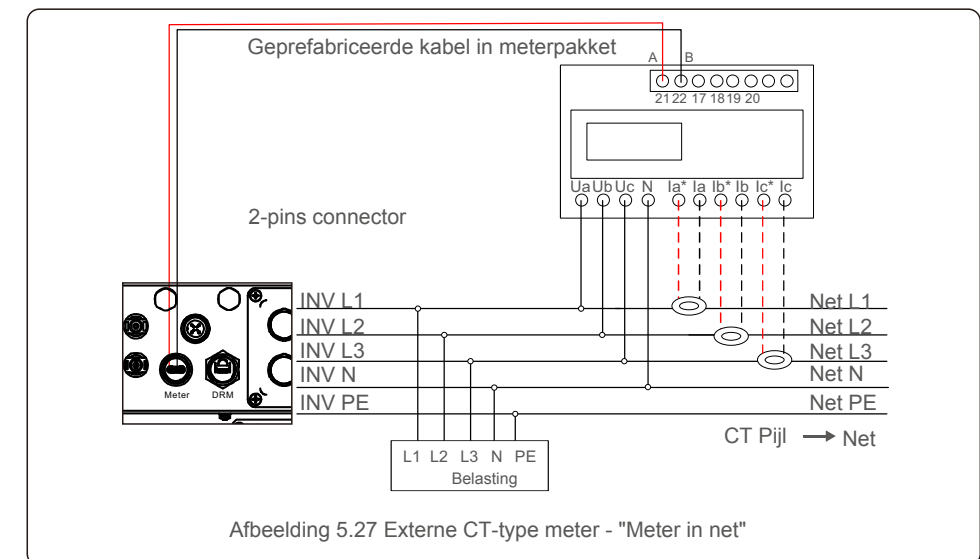 Geprefabriceerde kabel in meterpakket
A B
21 22 17 18 19 20
Ua Ub Uc N Ia* Ia Ib* Ib Ic* Ic
2-pins connector
INV L1 Net L1
INV L2 Net L2
INV L3 Net L3
INV N Net N
INV PE Net PE
Meter DRM
CT Pijl → Net
L1 L2 L3 N PE
Belasting
Afbeelding 5.27 Externe CT-type meter - "Meter in net"